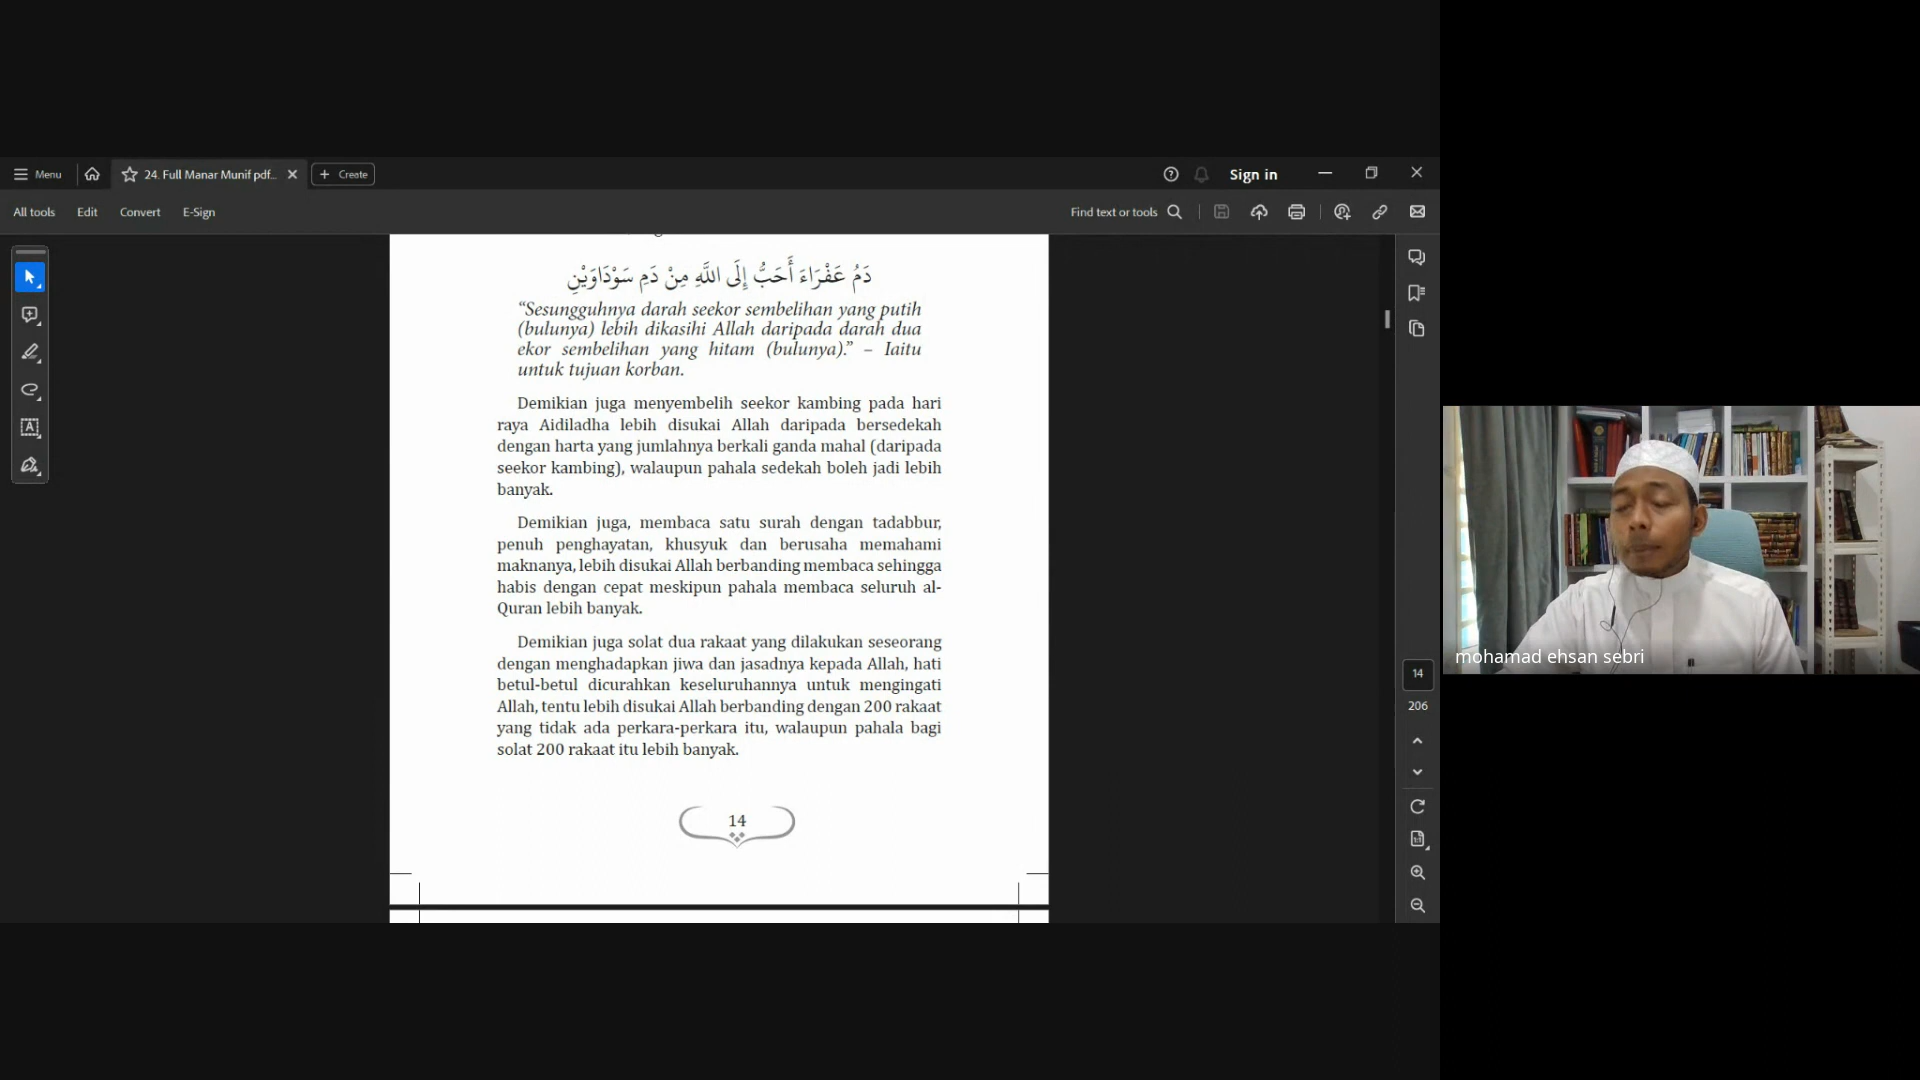 Menu
24. Full Manar Munif pdf...
Create
Sign in
All tools
Edit
Convert
E-Sign
Find text or tools
دَمُ عَفْرَاءَ أَحَبُّ إِلَى اللَّهِ مِنْ دَمِ سَوْدَاوَيْنِ
“Sesungguhnya darah seekor sembelihan yang putih
(bulunya) lebih dikasihi Allah daripada darah dua
ekor sembelihan yang hitam (bulunya).” – Iaitu
untuk tujuan korban.
Demikian juga menyembelih seekor kambing pada hari
raya Aidiladha lebih disukai Allah daripada bersedekah
dengan harta yang jumlahnya berkali ganda mahal (daripada
seekor kambing), walaupun pahala sedekah boleh jadi lebih
banyak.
Demikian juga, membaca satu surah dengan tadabbur,
penuh penghayatan, khusyuk dan berusaha memahami
maknanya, lebih disukai Allah berbanding membaca sehingga
habis dengan cepat meskipun pahala membaca seluruh al-
Quran lebih banyak.
Demikian juga solat dua rakaat yang dilakukan seseorang
dengan menghadapkan jiwa dan jasadnya kepada Allah, hati
betul-betul dicurahkan keseluruhannya untuk mengingati
Allah, tentu lebih disukai Allah berbanding dengan 200 rakaat
yang tidak ada perkara-perkara itu, walaupun pahala bagi
solat 200 rakaat itu lebih banyak.
14
14
206
mohamad ehsan sebri